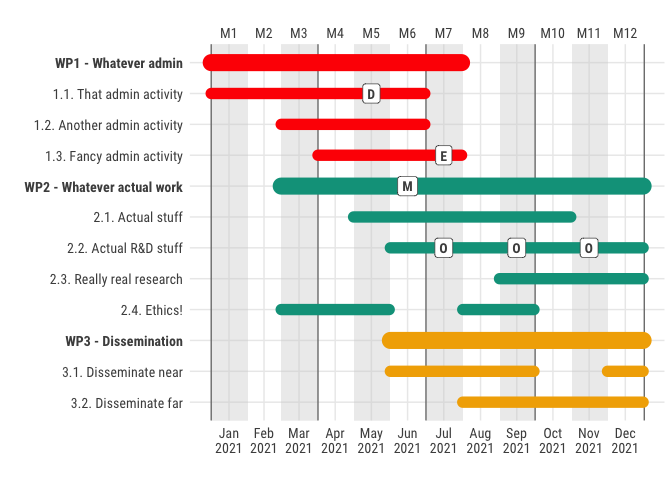 M1 M2 M3 M4 M5 M6 M7 M8 M9 M10 M11 M12
WP1 - Whatever admin
1.1. That admin activity D
1.2. Another admin activity
1.3. Fancy admin activity E
WP2 - Whatever actual work M
2.1. Actual stuff
2.2. Actual R&D stuff O O O
2.3. Really real research
2.4. Ethics!
WP3 - Dissemination
3.1. Disseminate near
3.2. Disseminate far
Jan Feb Mar Apr May Jun Jul Aug Sep Oct Nov Dec
2021 2021 2021 2021 2021 2021 2021 2021 2021 2021 2021 2021